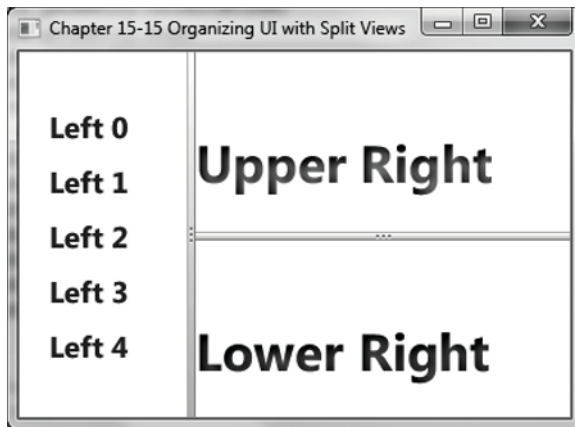 Chapter 15-15 Organizing UI with Split Views
Left 0
Left 1
Left 2
Left 3
Left 4
Upper Right
Lower Right